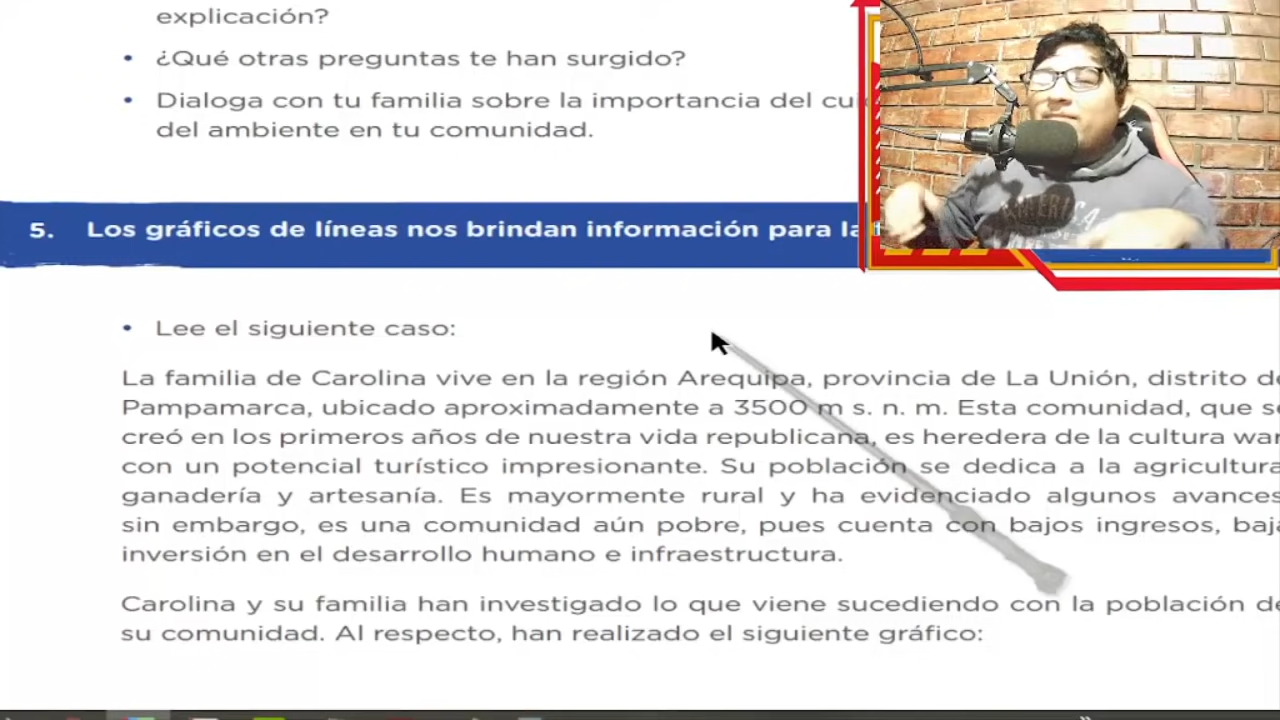 explicación?
• ¿Qué otras preguntas te han surgido?
• Dialoga con tu familia sobre la importancia del
del ambiente en tu comunidad.
5. Los gráficos de líneas nos brindan información para la
• Lee el siguiente caso:
La familia de Carolina vive en la región Arequipa, provincia de La Unión, distrito
Pampamarca, ubicado aproximadamente a 3500 m s. n. m. Esta comunidad, que
creó en los primeros años de nuestra vida republicana, es heredera de la cultura
con un potencial turístico impresionante. Su población se dedica a la agricultura
ganadería y artesanía. Es mayormente rural y ha evidenciado algunos avances
sin embargo, es una comunidad aún pobre, pues cuenta con bajos ingresos,
inversión en el desarrollo humano e infraestructura.
Carolina y su familia han investigado lo que viene sucediendo con la población
su comunidad. Al respecto, han realizado el siguiente gráfico: